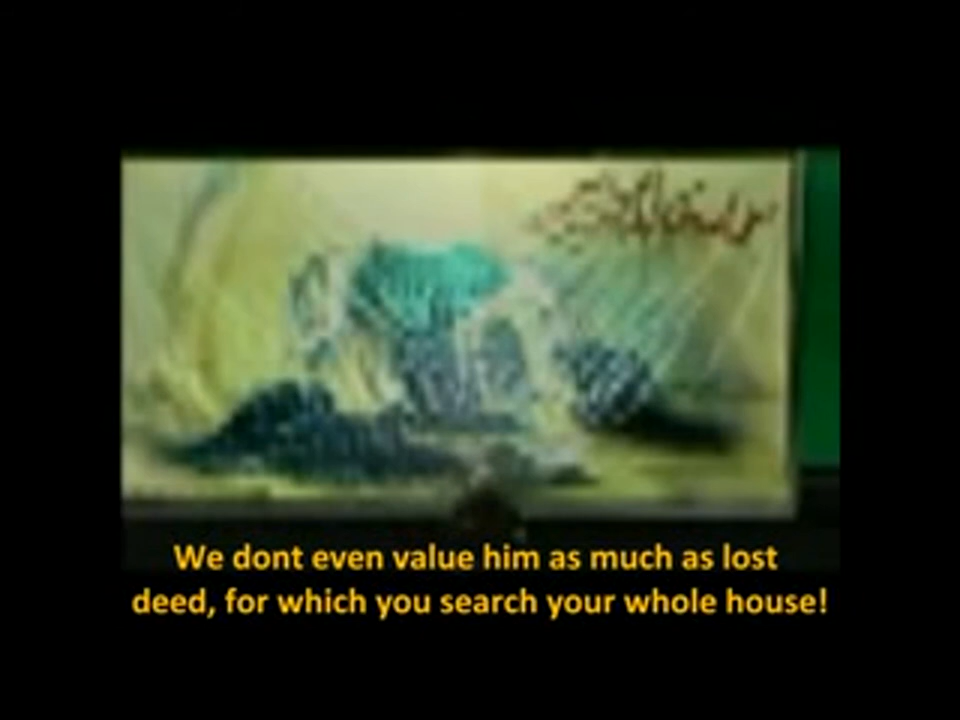 We dont even value him as much as lost
deed, for which you search your whole house!